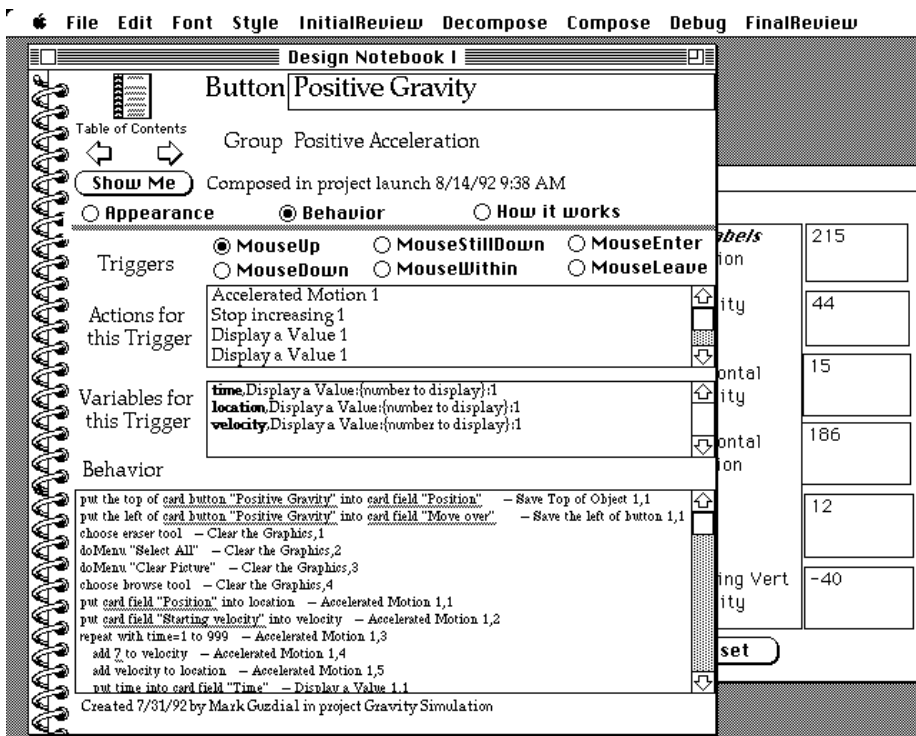 File Edit Font Style InitialReview Decompose Compose Debug FinalReview
Design Notebook I
Button Positive Gravity
Table of Contents
Group Positive Acceleration
Show Me Composed in project launch 8/14/92 9:38 AM
Appearance Behavior How it works
Triggers
MouseUp MouseStillDown MouseEnter
MouseDown MouseWithin MouseLeave
Actions for
this Trigger
Accelerated Motion 1
Stop increasing 1
Display a Value 1
Display a Value 1
Variables for
this Trigger
time,Display a Value:{number to display}:1
location,Display a Value:{number to display}:1
velocity,Display a Value:{number to display}:1
Behavior
put the top of card button "Positive Gravity" into card field "Position" -- Save Top of Object 1,1
put the left of card button "Positive Gravity" into card field "Move over" -- Save the left of button 1,1
choose eraser tool -- Clear the Graphics,1
doMenu "Select All" -- Clear the Graphics,2
doMenu "Clear Picture" -- Clear the Graphics,3
choose browse tool -- Clear the Graphics,4
put card field "Position" into location -- Accelerated Motion 1,1
put card field "Starting velocity" into velocity -- Accelerated Motion 1,2
repeat with time=1 to 999 -- Accelerated Motion 1,3
add 7 to velocity -- Accelerated Motion 1,4
add velocity to location -- Accelerated Motion 1,5
put time into card field "Time" -- Display a Value 1,1
Created 7/31/92 by Mark Guzdial in project Gravity Simulation
abels
ion
215
ity
44
ontal
ity
15
ontal
ion
186
12
ing Vert
ity
-40
set